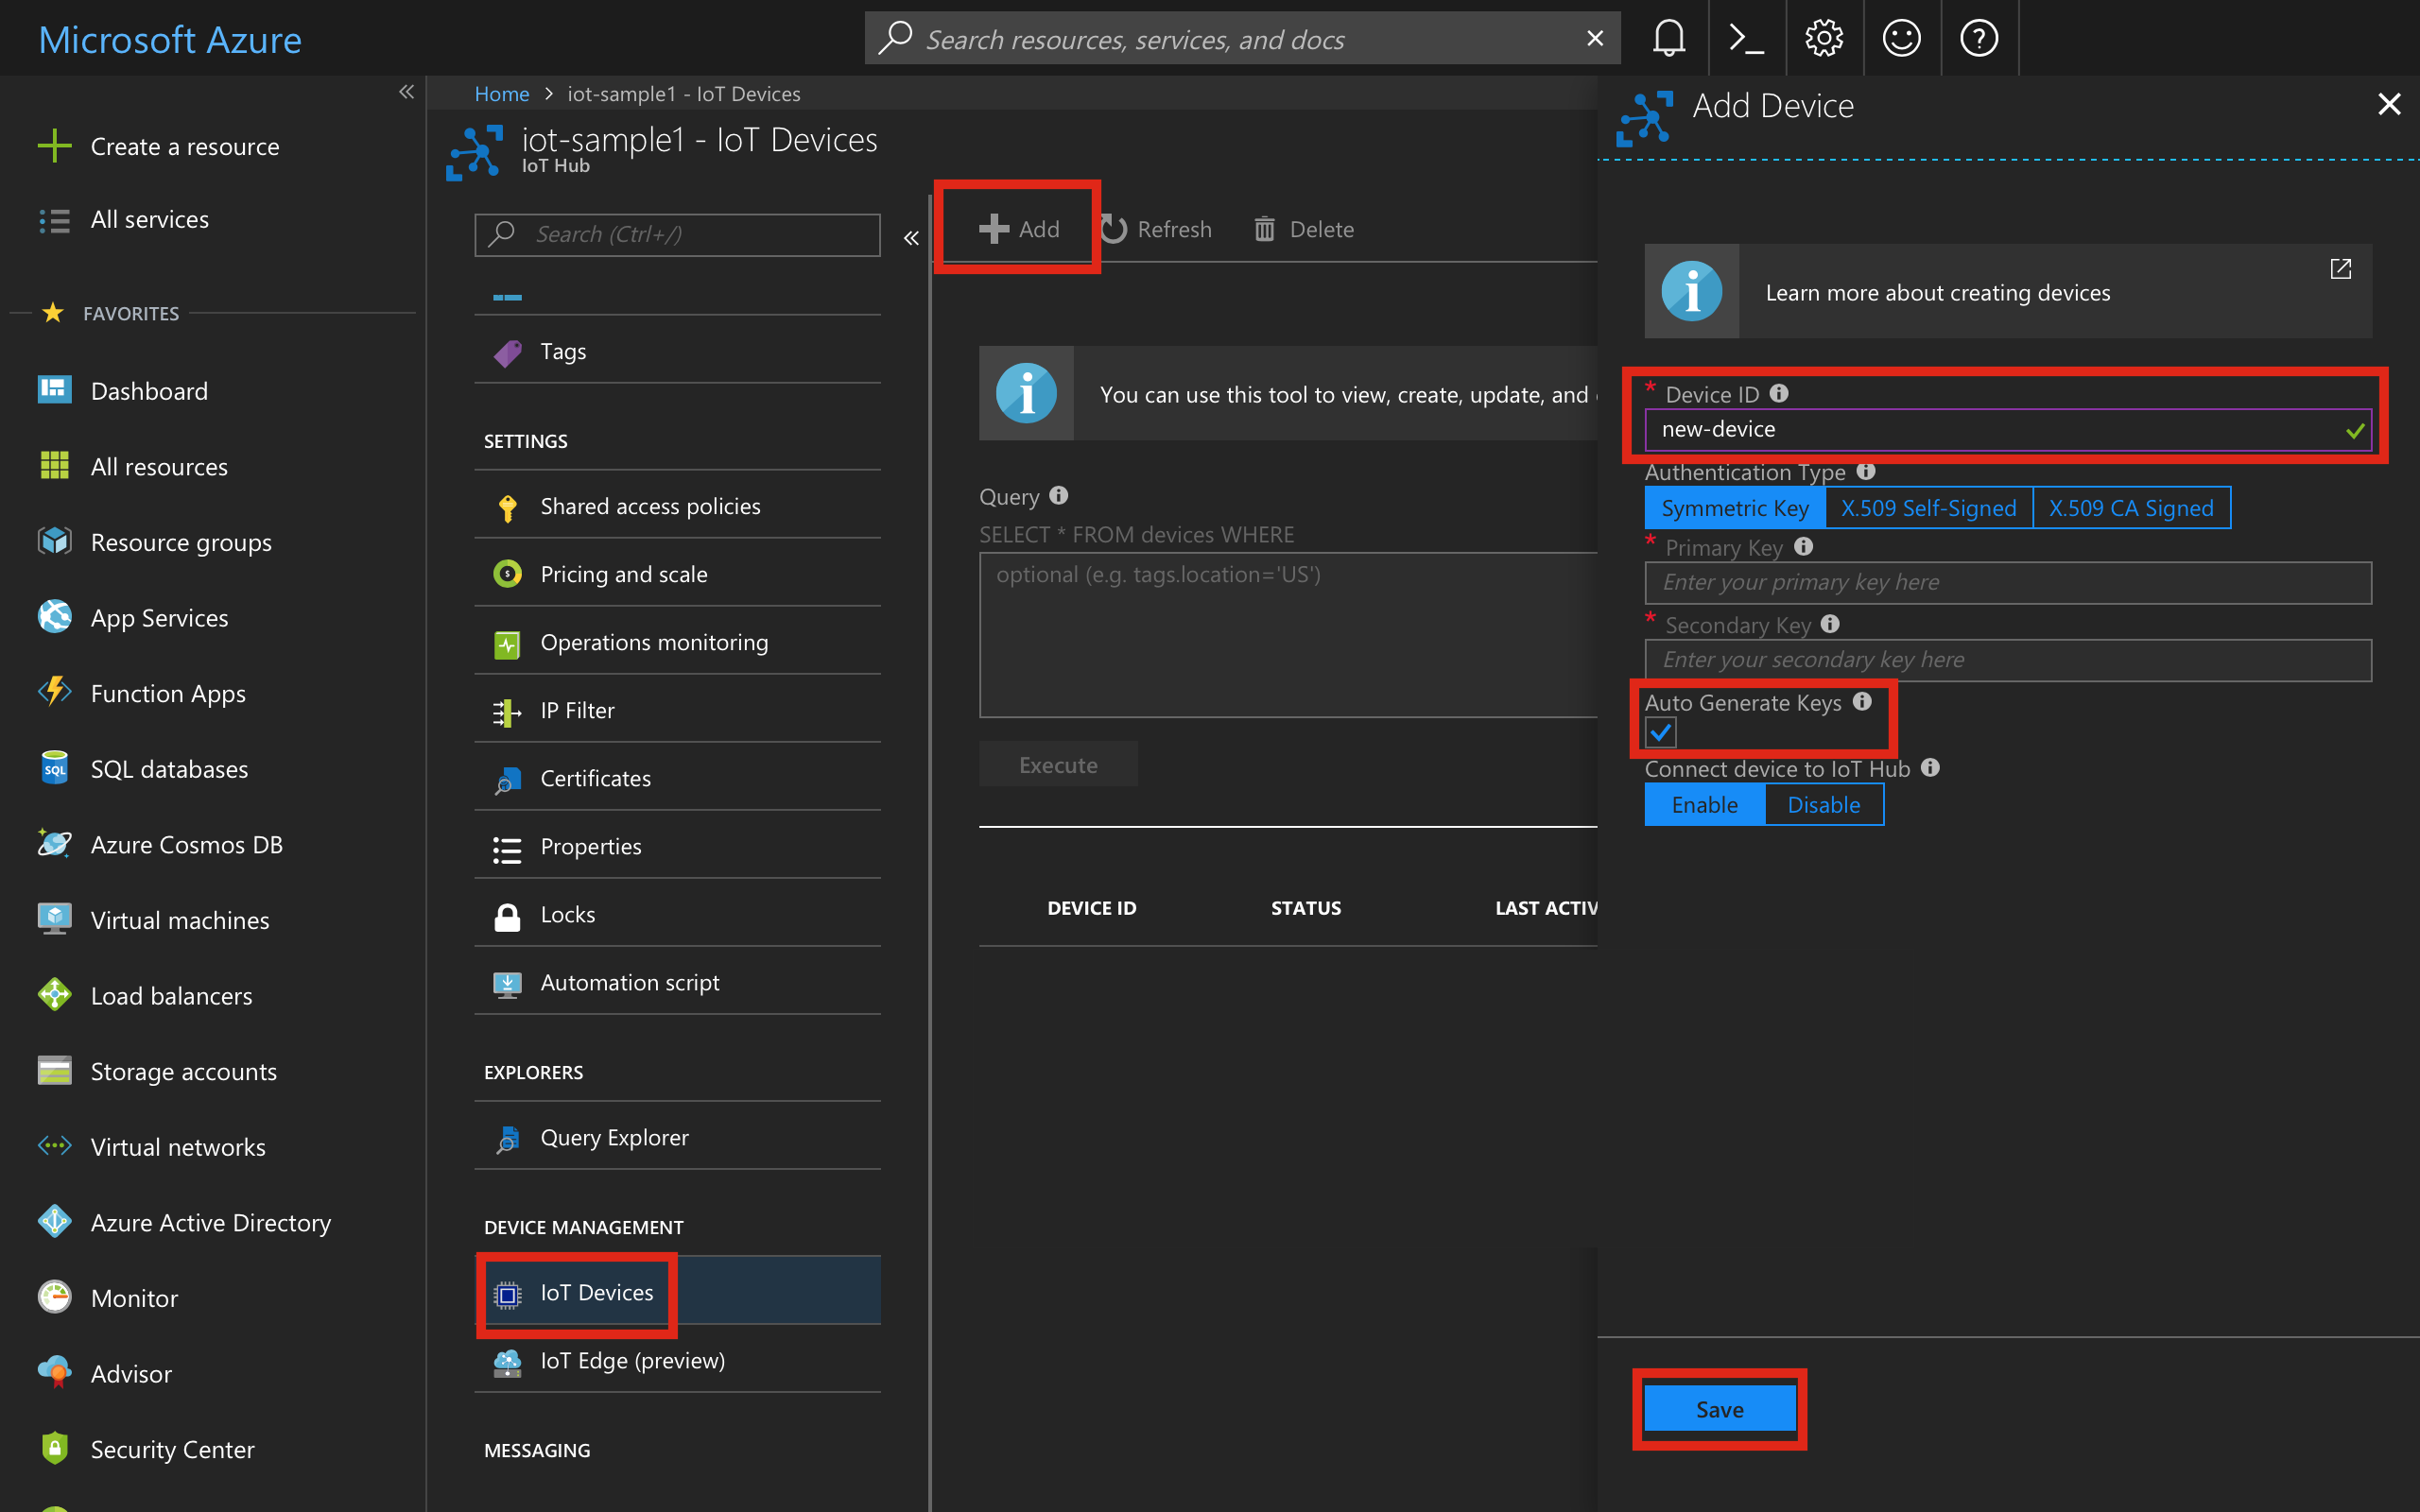 Microsoft Azure
Search resources, services, and docs
Create a resource
All services
FAVORITES
Dashboard
All resources
Resource groups
App Services
Function Apps
SQL databases
Azure Cosmos DB
Virtual machines
Load balancers
Storage accounts
Virtual networks
Azure Active Directory
Monitor
Advisor
Security Center
Home > iot-sample1 - IoT Devices
iot-sample1 - IoT Devices
IoT Hub
Search (Ctrl+/)
Tags
SETTINGS
Shared access policies
Pricing and scale
Operations monitoring
IP Filter
Certificates
Properties
Locks
Automation script
EXPLORERS
Query Explorer
DEVICE MANAGEMENT
IoT Devices
IoT Edge (preview)
MESSAGING
Add Refresh Delete
You can use this tool to view, create, update, and
Query
SELECT * FROM devices WHERE
optional (e.g. tags.location='US')
Execute
DEVICE ID STATUS LAST ACTIV
Add Device
Learn more about creating devices
* Device ID
new-device
Authentication Type
Symmetric Key X.509 Self-Signed X.509 CA Signed
* Primary Key
Enter your primary key here
* Secondary Key
Enter your secondary key here
Auto Generate Keys
Connect device to IoT Hub
Enable Disable
Save